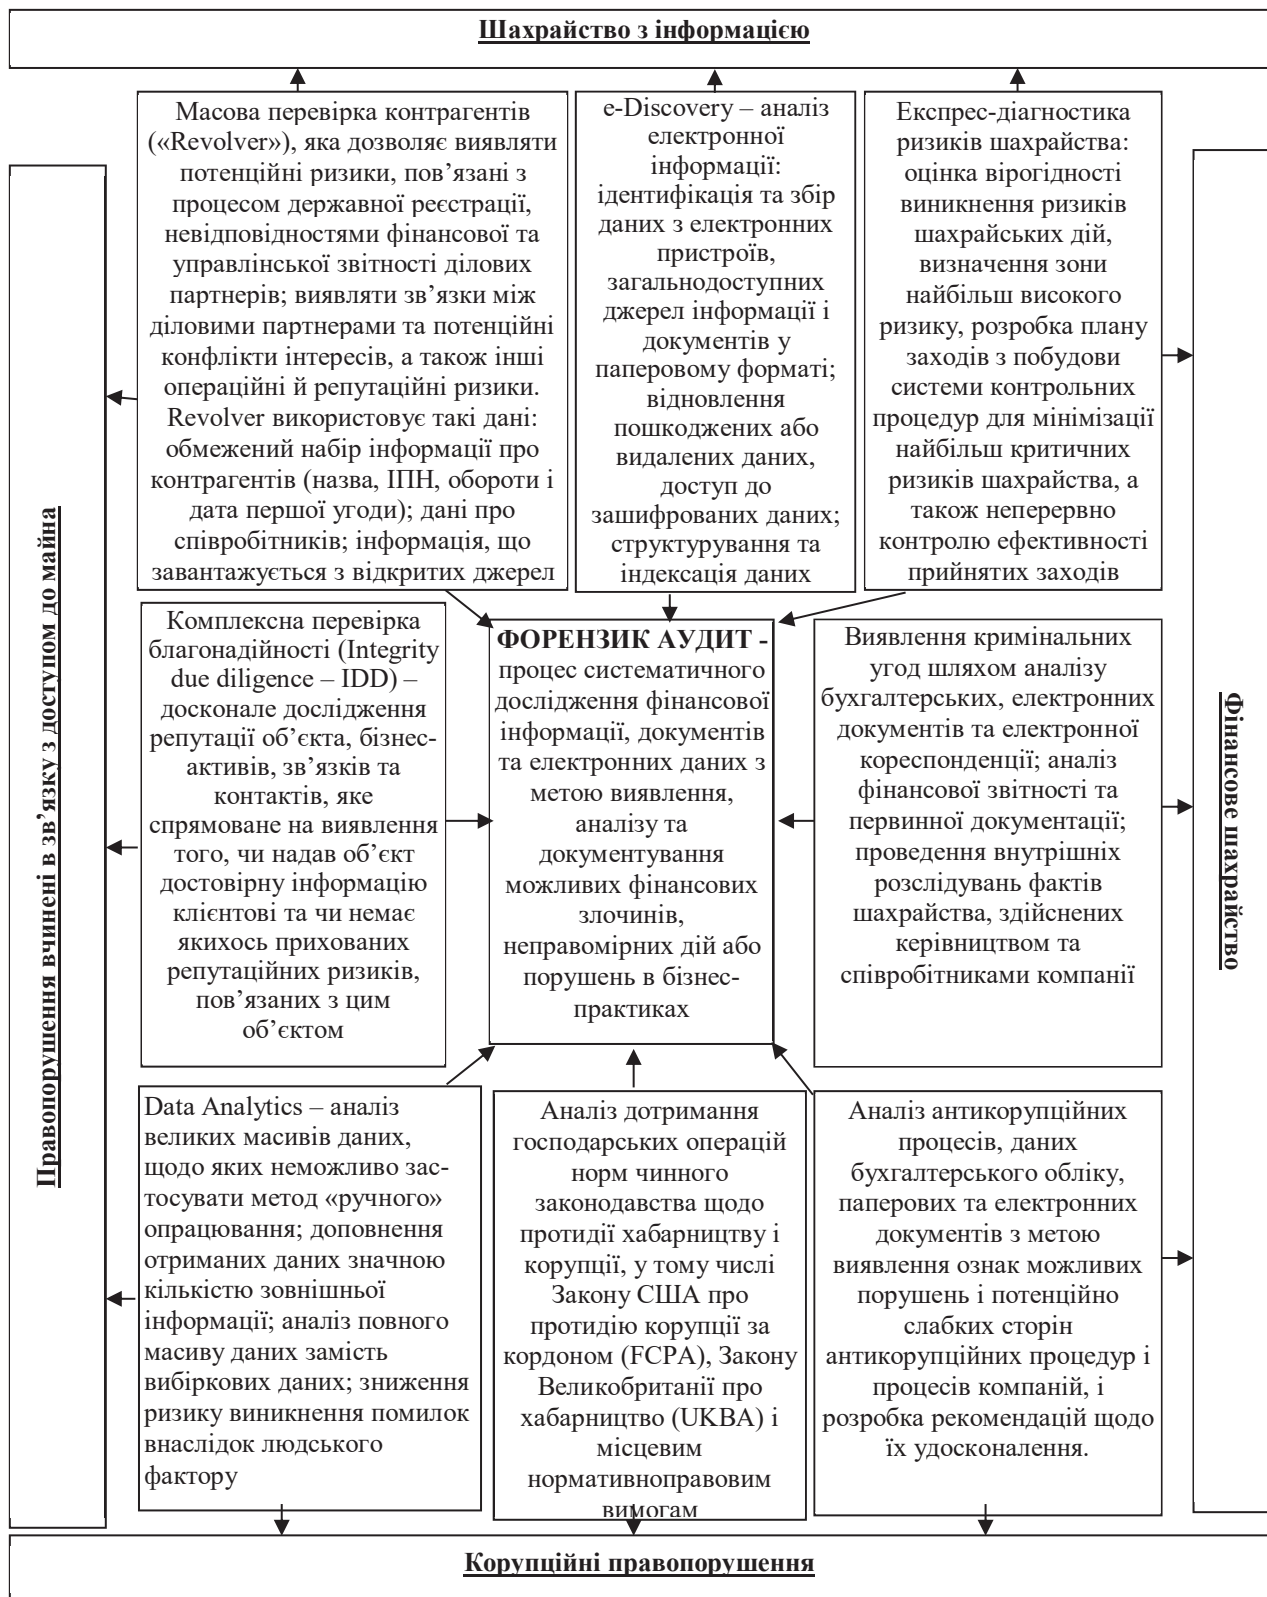 Шахрайство з інформацією
Масова перевірка контрагентів
(«Revolver»), яка дозволяє виявляти
потенційні ризики, пов’язані з
процесом державної реєстрації,
невідповідностями фінансової та
управлінської звітності ділових
партнерів; виявляти зв’язки між
діловими партнерами та потенційні
конфлікти інтересів, а також інші
операційні й репутаційні ризики.
Revolver використовує такі дані:
обмежений набір інформації про
контрагентів (назва, ІПН, обороти і
дата першої угоди); дані про
співробітників; інформація, що
завантажується з відкритих джерел
e-Discovery – аналіз
електронної
інформації:
ідентифікація та збір
даних з електронних
пристроїв,
загальнодоступних
джерел інформації і
документів у
паперовому форматі;
відновлення
пошкоджених або
видалених даних,
доступ до
зашифрованих даних;
структурування та
індексація даних
Експрес-діагностика
ризиків шахрайства:
оцінка вірогідності
виникнення ризиків
шахрайських дій,
визначення зони
найбільш високого
ризику, розробка плану
заходів з побудови
системи контрольних
процедур для мінімізації
найбільш критичних
ризиків шахрайства, а
також неперервно
контролю ефективності
прийнятих заходів
Правопорушення вчинені в зв’язку з доступом до майна
Комплексна перевірка
благонадійності (Integrity
due diligence – IDD) –
досконале дослідження
репутації об’єкта, бізнес-
активів, зв’язків та
контактів, яке
спрямоване на виявлення
того, чи надав об’єкт
достовірну інформацію
клієнтові та чи немає
якихось прихованих
репутаційних ризиків,
пов’язаних з цим
об’єктом
ФОРЕНЗИК АУДИТ -
процес систематичного
дослідження фінансової
інформації, документів
та електронних даних з
метою виявлення,
аналізу та
документування
можливих фінансових
злочинів,
неправомірних дій або
порушень в бізнес-
практиках
Виявлення кримінальних
угод шляхом аналізу
бухгалтерських, електронних
документів та електронної
кореспонденції; аналіз
фінансової звітності та
первинної документації;
проведення внутрішніх
розслідувань фактів
шахрайства, здійснених
керівництвом та
співробітниками компанії
Фінансове шахрайство
Data Analytics – аналіз
великих масивів даних,
щодо яких неможливо зас-
тосувати метод «ручного»
опрацювання; доповнення
отриманих даних значною
кількістю зовнішньої
інформації; аналіз повного
масиву даних замість
вибіркових даних; зниження
ризику виникнення помилок
внаслідок людського
фактору
Аналіз дотримання
господарських операцій
норм чинного
законодавства щодо
протидії хабарництву і
корупції, у тому числі
Закону США про
протидію корупції за
кордоном (FCPA), Закону
Великобританії про
хабарництво (UKBA) і
місцевим
нормативноправовим
вимогам
Аналіз антикорупційних
процесів, даних
бухгалтерського обліку,
паперових та електронних
документів з метою
виявлення ознак можливих
порушень і потенційно
слабких сторін
антикорупційних процедур і
процесів компаній, і
розробка рекомендацій щодо
їх удосконалення.
Корупційні правопорушення